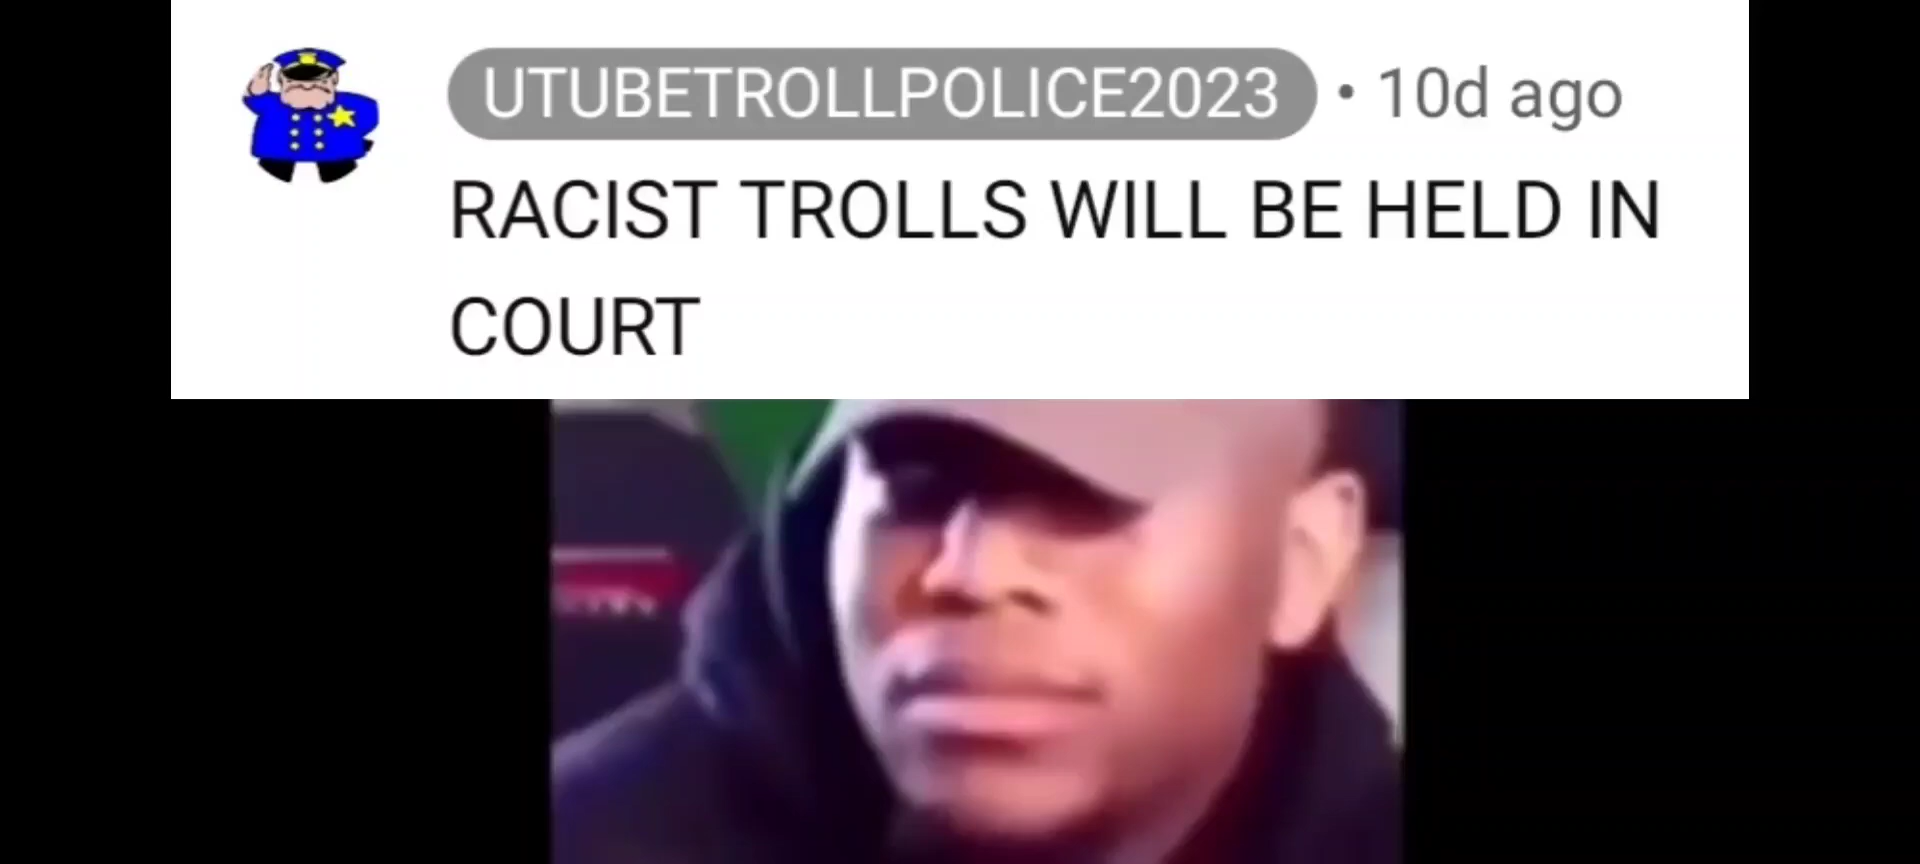 UTUBETROLLPOLICE2023 • 10d ago
RACIST TROLLS WILL BE HELD IN
COURT